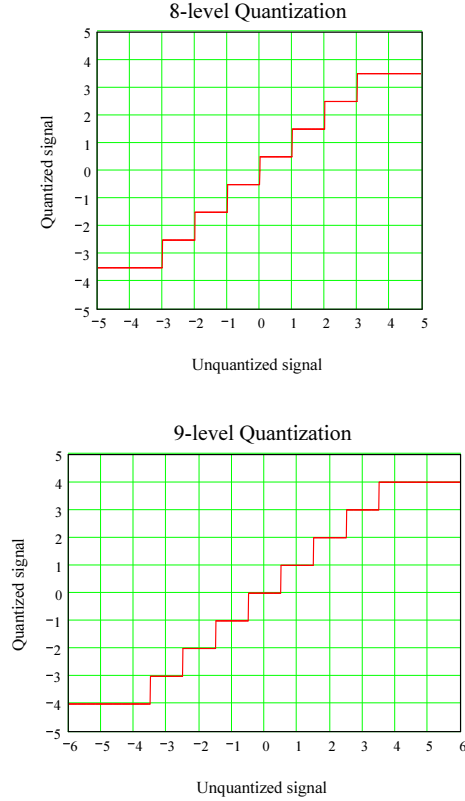 8-level Quantization
5
4
3
2
1
0
−1
−2
−3
−4
−5
Quantized signal
−5 −4 −3 −2 −1 0 1 2 3 4 5
Unquantized signal
9-level Quantization
5
4
3
2
1
0
−1
−2
−3
−4
−5
Quantized signal
−6 −5 −4 −3 −2 −1 0 1 2 3 4 5 6
Unquantized signal